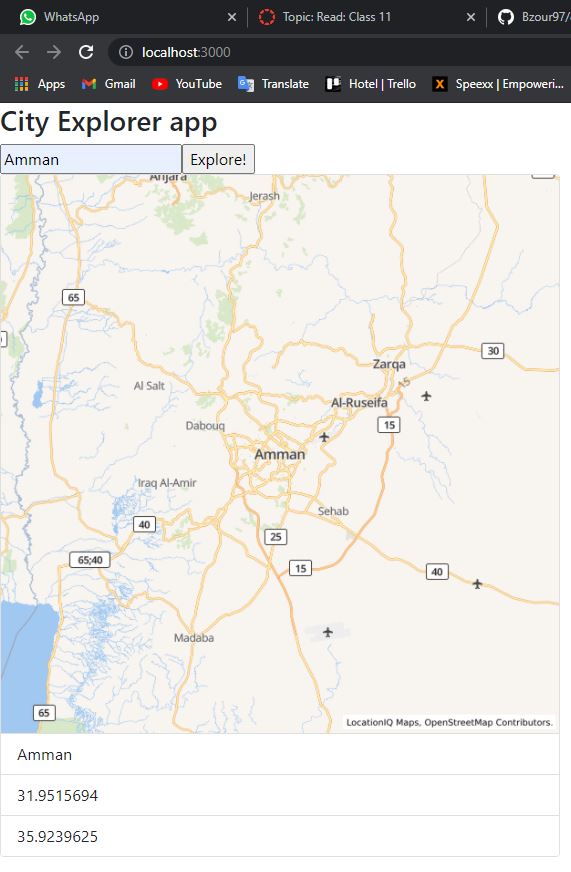 WhatsApp
Topic: Read: Class 11
Bzour97/
localhost:3000
Apps
Gmail
YouTube
Translate
Hotel | Trello
Speexx | Empoweri...
City Explorer app
Amman
Explore!
Anjara
Jerash
65
30
Zarqa
15
Al Salt
Al-Ruseifa
15
Dabouq
Amman
Iraq Al-Amir
Sehab
40
25
65;40
15
40
Madaba
65
LocationIQ Maps, OpenStreetMap Contributors.
Amman
31.9515694
35.9239625